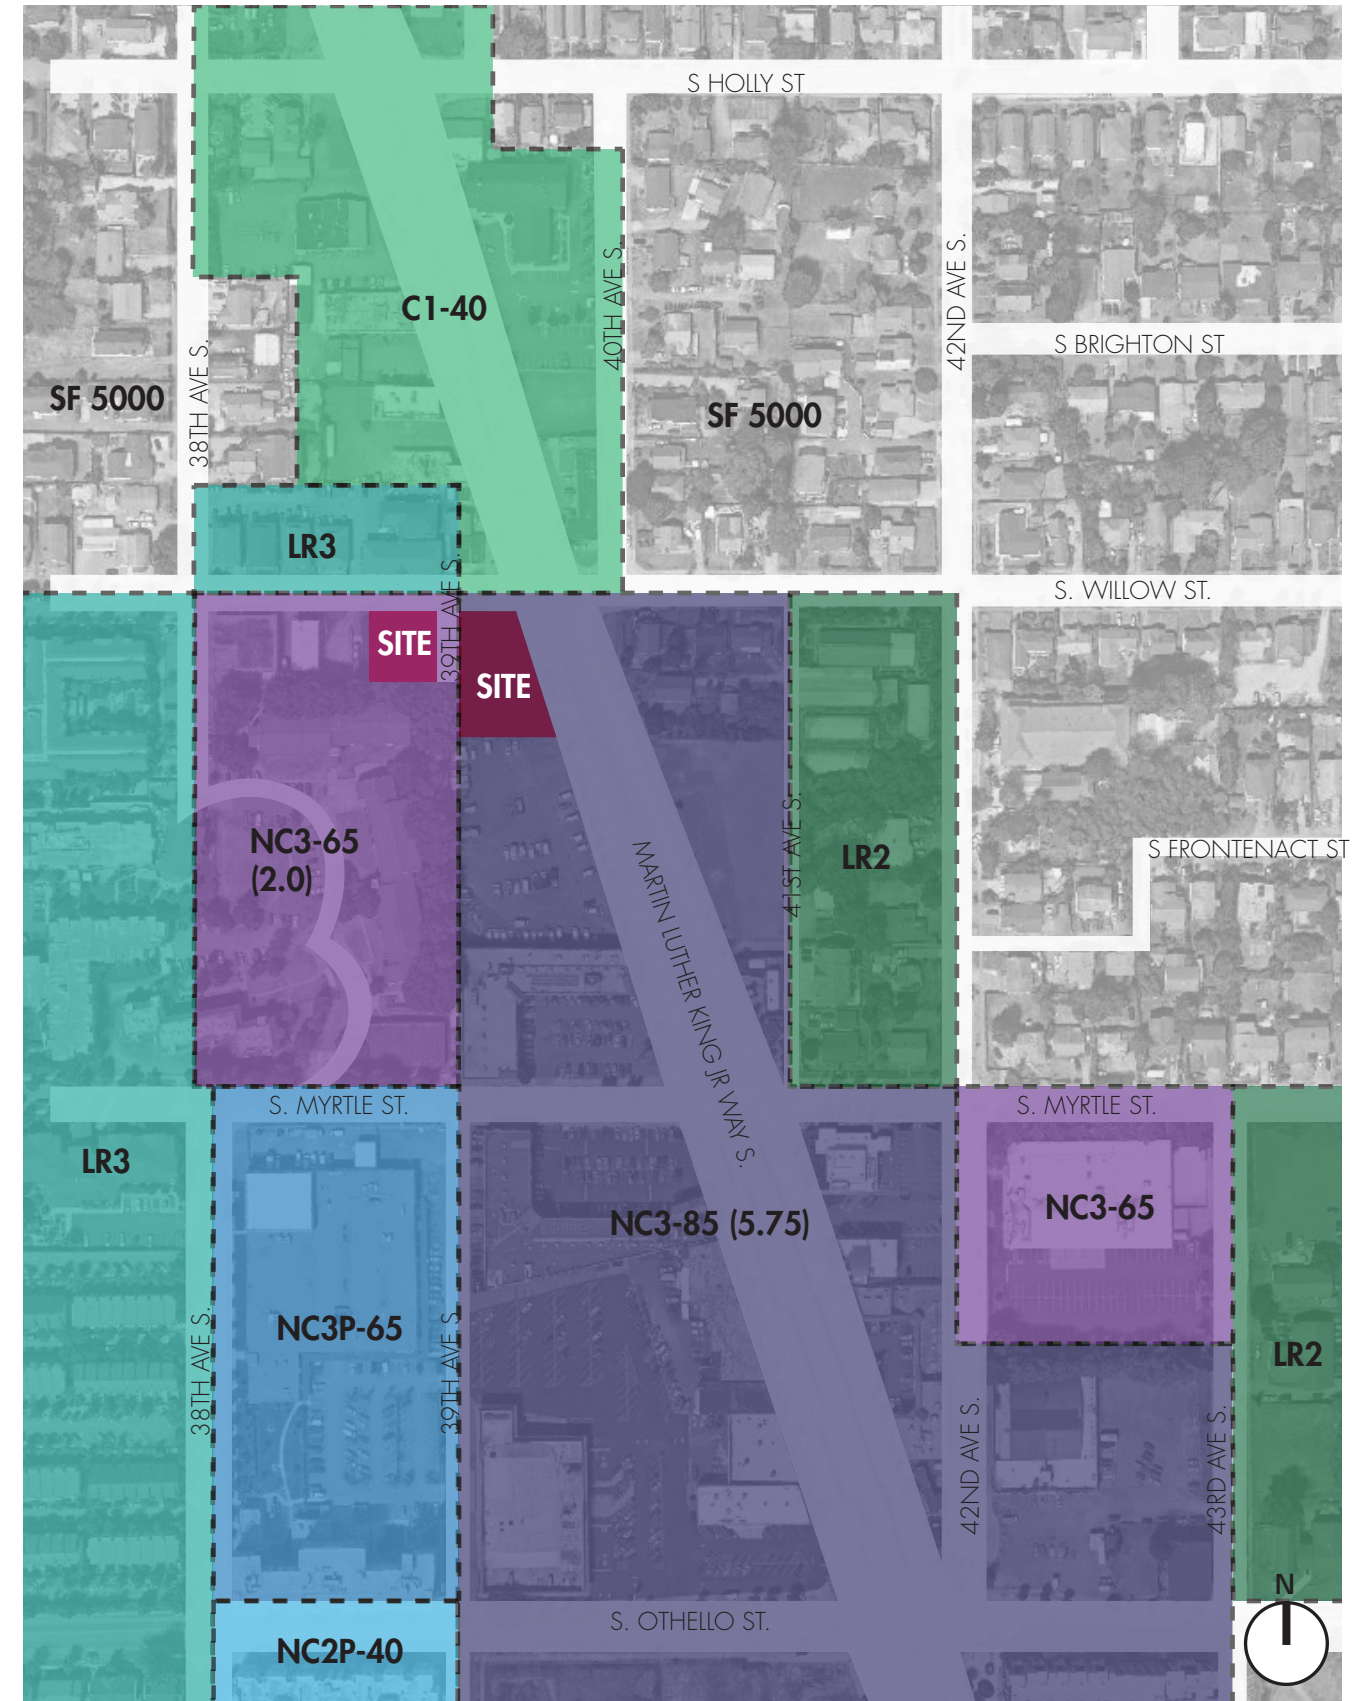 S HOLLY ST
40TH AVE S.
42ND AVE S.
C1-40
S BRIGHTON ST
38TH AVE S.
SF 5000
SF 5000
LR3
39TH AVE S.
S. WILLOW ST.
SITE
SITE
NC3-65
(2.0)
MARTIN LUTHER KING JR WAY S.
41ST AVE S.
LR2
S FRONTENACT ST
S. MYRTLE ST.
S. MYRTLE ST.
LR3
NC3-85 (5.75)
NC3-65
NC3P-65
38TH AVE S.
39TH AVE S.
42ND AVE S.
43RD AVE S.
LR2
N
S. OTHELLO ST.
NC2P-40